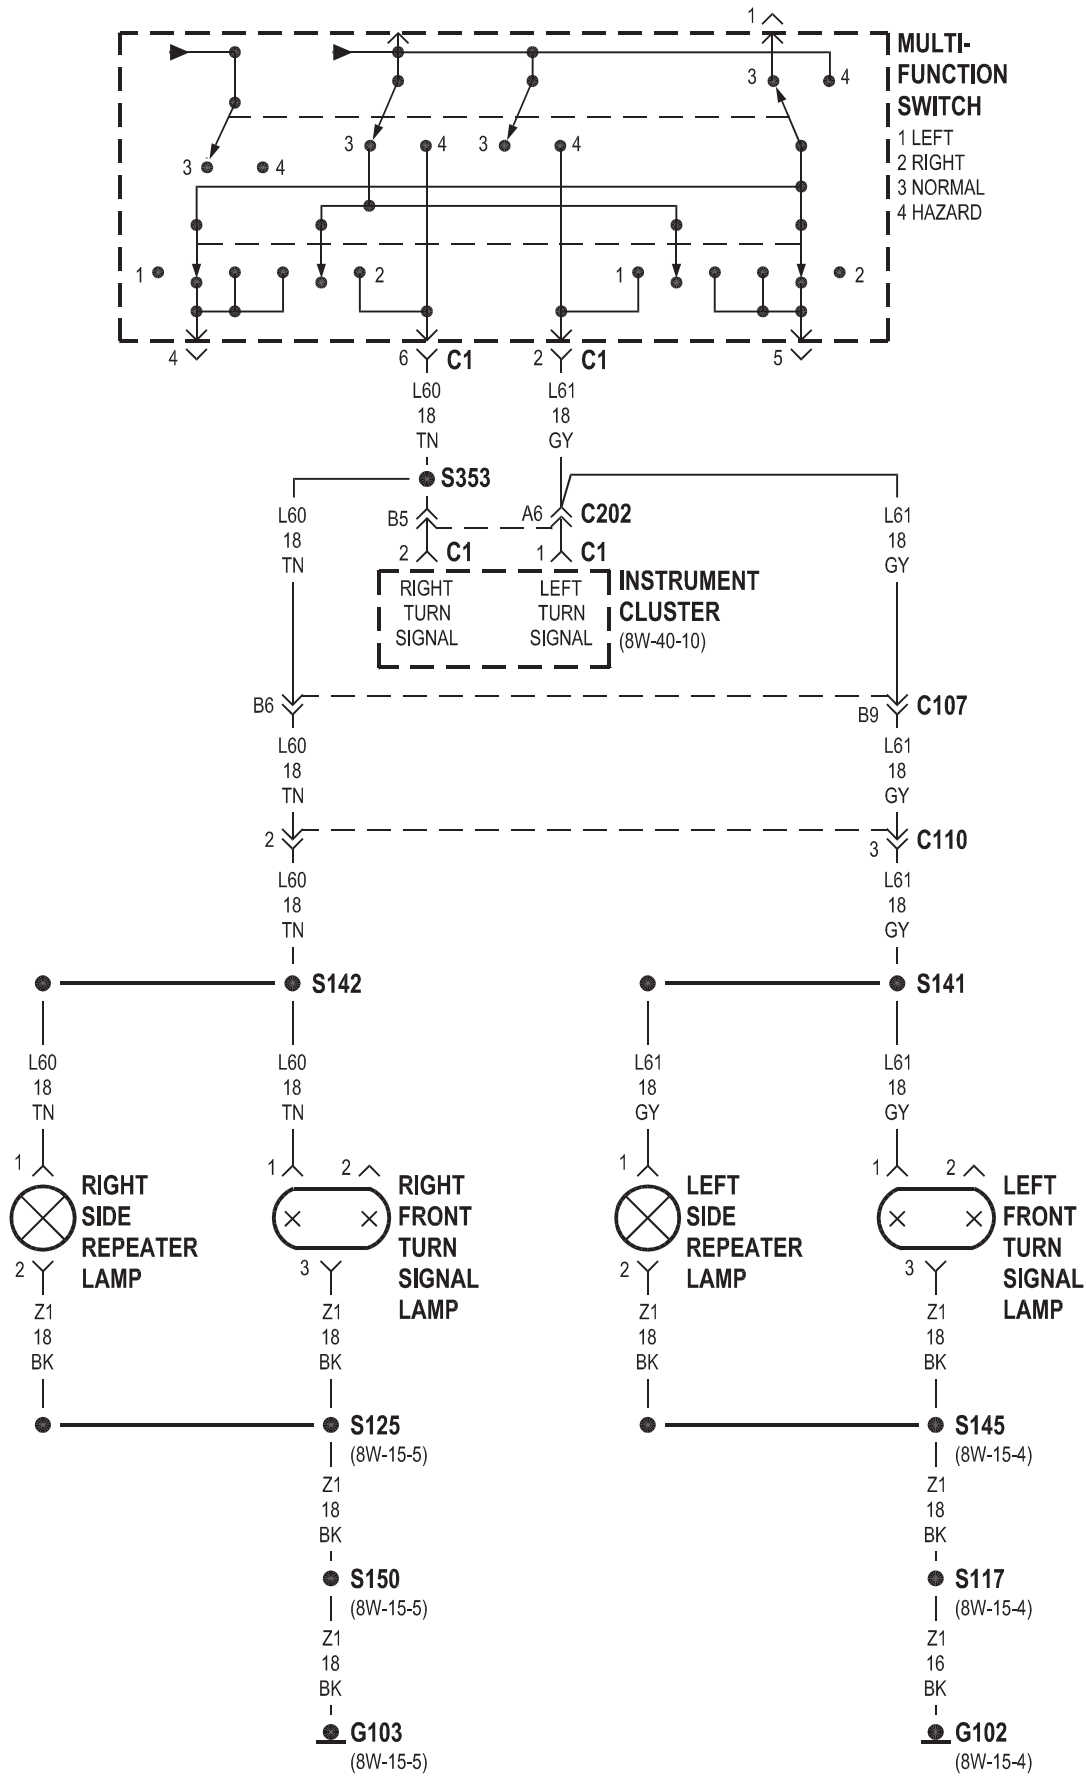 1
MULTI-
FUNCTION
SWITCH
1 LEFT
2 RIGHT
3 NORMAL
4 HAZARD
3 4
3 4 3 4
3 4
1 2 1 2
4 6 C1 2 C1 5
L60 L61
18 18
TN GY
S353
L60 B5 A6 C202 L61
18 18
TN 2 C1 1 C1 GY
RIGHT LEFT
TURN TURN
SIGNAL SIGNAL
INSTRUMENT
CLUSTER
(8W-40-10)
B6 B9 C107
L60 L61
18 18
TN GY
2 3 C110
L60 L61
18 18
TN GY
S142 S141
L60 L60 L61 L61
18 18 18 18
TN TN GY GY
1 1 2 1 1 2
RIGHT
SIDE
REPEATER
LAMP
RIGHT
FRONT
TURN
SIGNAL
LAMP
LEFT
SIDE
REPEATER
LAMP
LEFT
FRONT
TURN
SIGNAL
LAMP
2 3 2 3
Z1 Z1 Z1 Z1
18 18 18 18
BK BK BK BK
S125 S145
(8W-15-5) (8W-15-4)
Z1 Z1
18 18
BK BK
S150 S117
(8W-15-5) (8W-15-4)
Z1 Z1
18 16
BK BK
G103 G102
(8W-15-5) (8W-15-4)